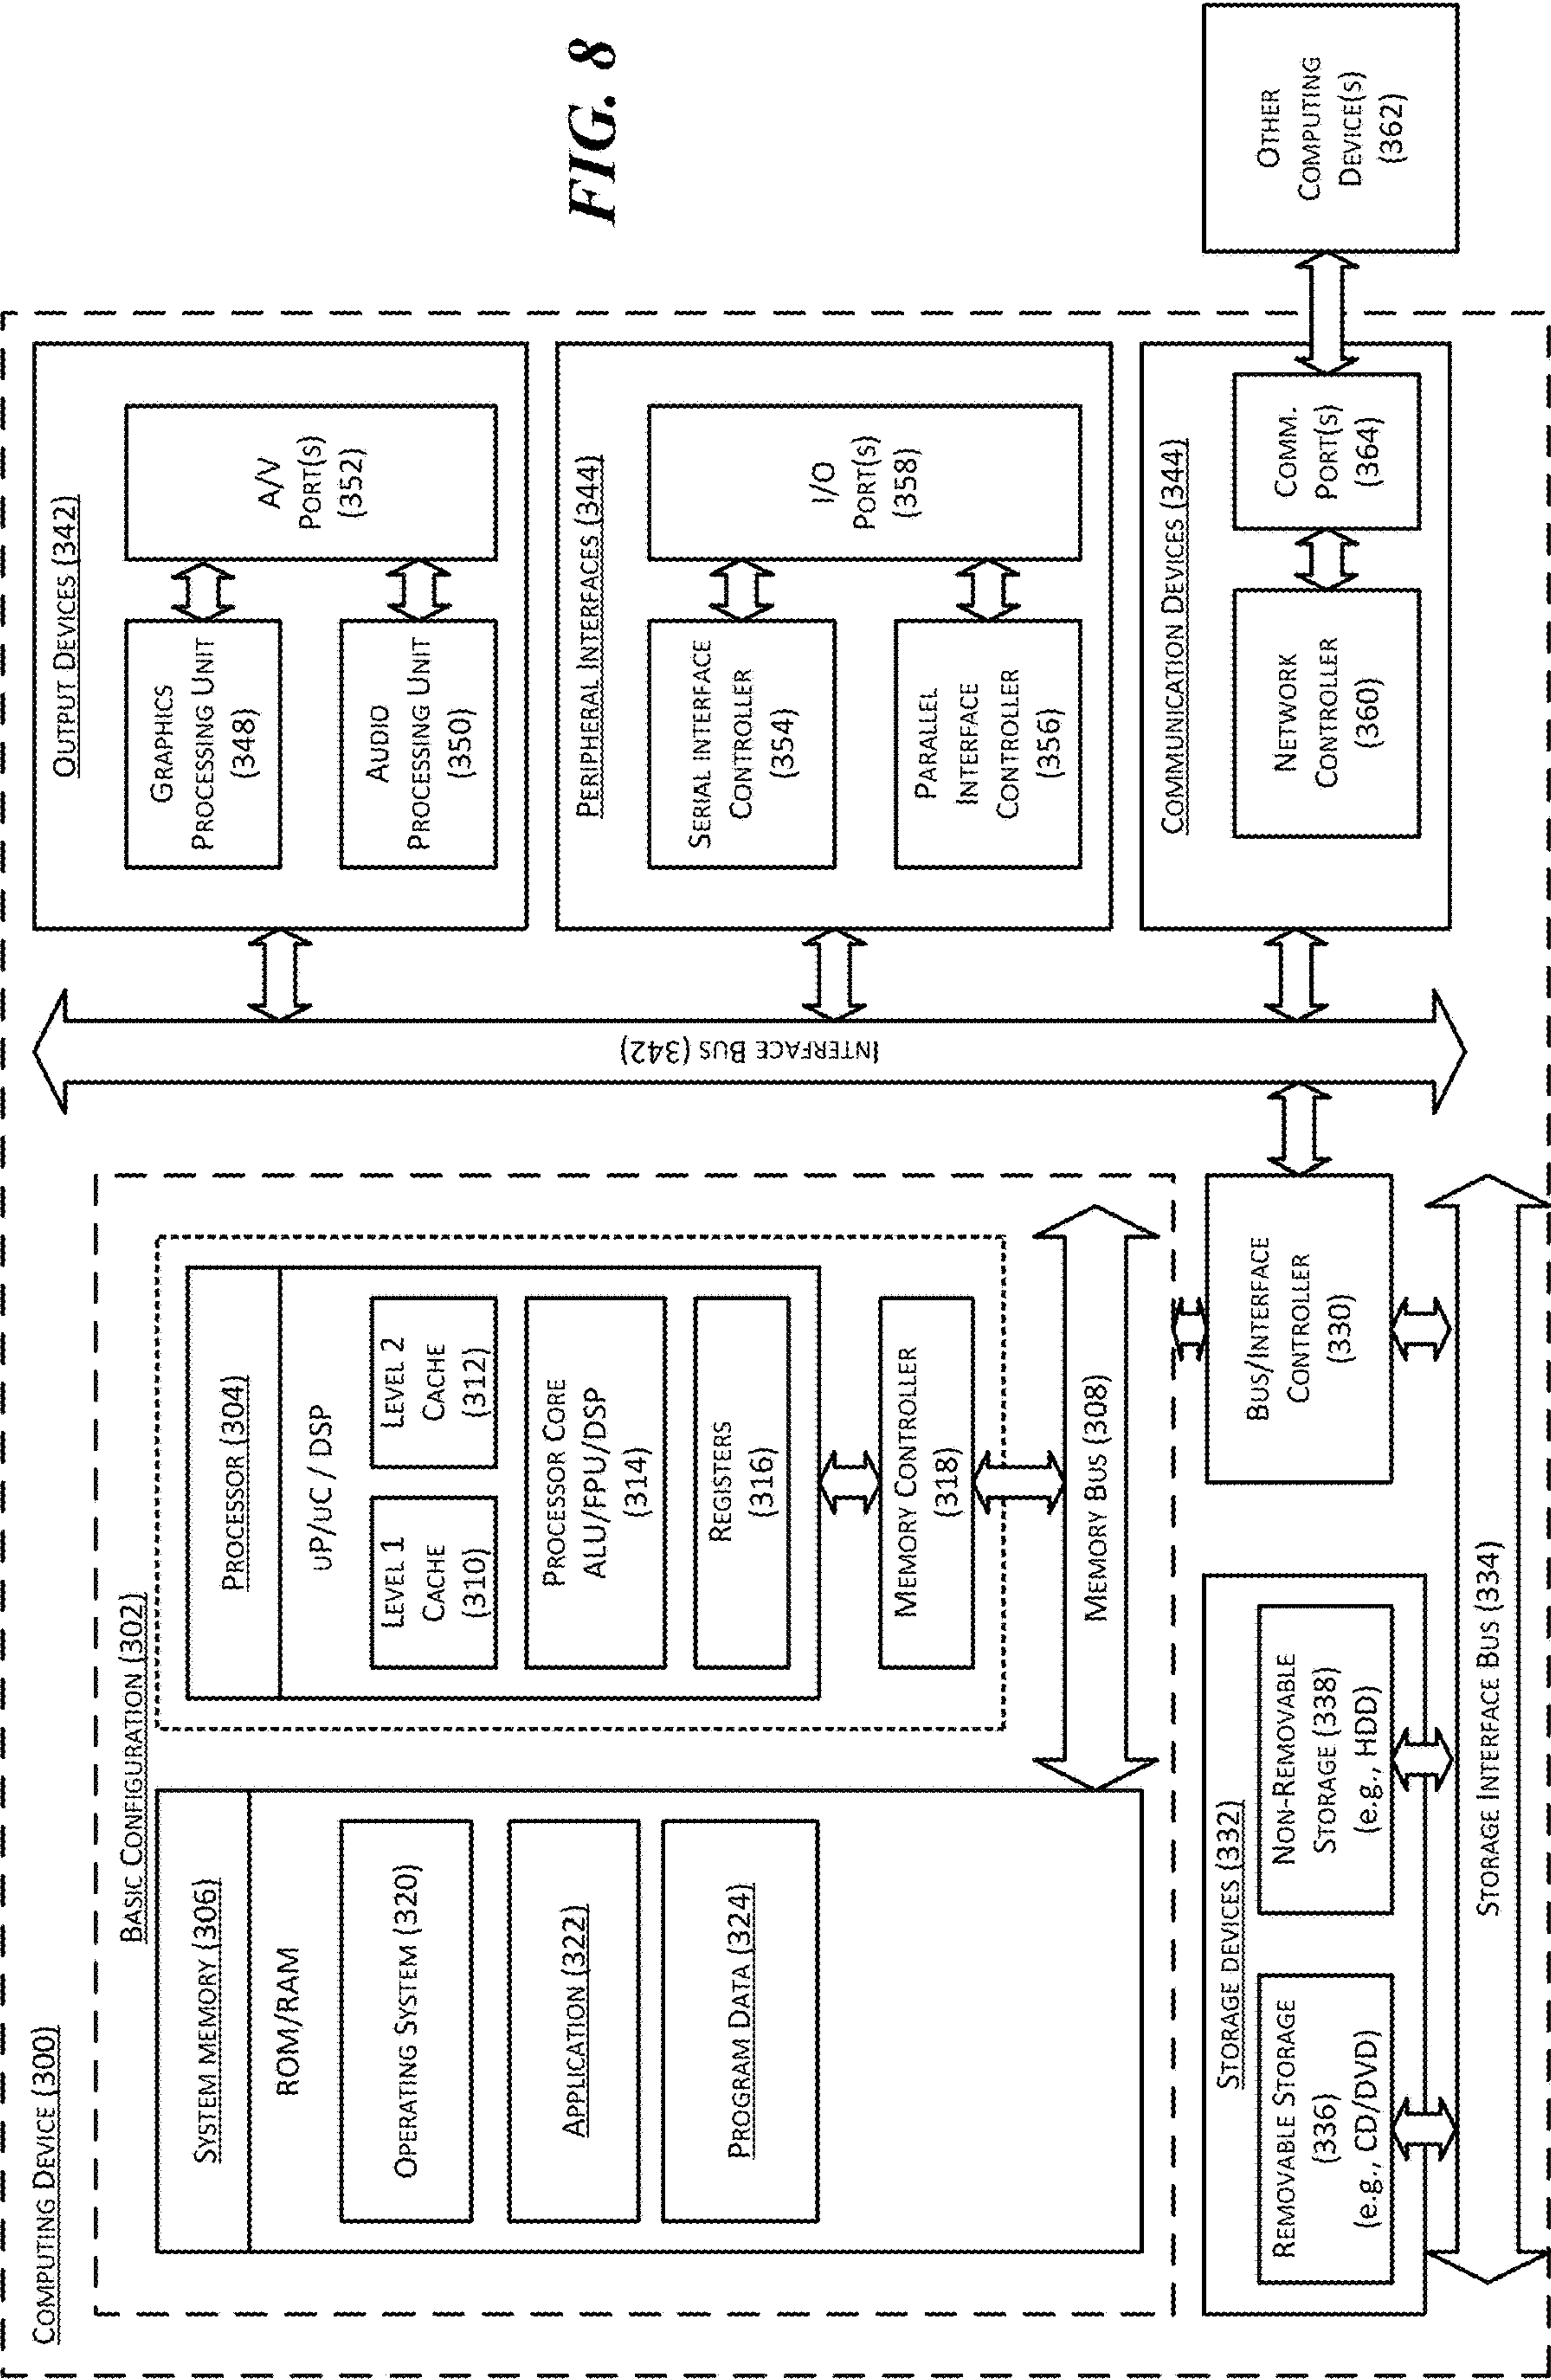 COMPUTING DEVICE (300)
BASIC CONFIGURATION (302)
SYSTEM MEMORY (306)
ROM/RAM
OPERATING SYSTEM (320)
APPLICATION (322)
PROGRAM DATA (324)
PROCESSOR (304)
uP/uC / DSP
LEVEL 1
CACHE
(310)
LEVEL 2
CACHE
(312)
PROCESSOR CORE
ALU/FPU/DSP
(314)
REGISTERS
(316)
MEMORY CONTROLLER
(318)
MEMORY BUS (308)
BUS/INTERFACE
CONTROLLER
(330)
STORAGE DEVICES (332)
REMOVABLE STORAGE
(336)
(e.g., CD/DVD)
NON-REMOVABLE
STORAGE (338)
(e.g., HDD)
STORAGE INTERFACE BUS (334)
INTERFACE BUS (342)
OUTPUT DEVICES (342)
GRAPHICS
PROCESSING UNIT
(348)
AUDIO
PROCESSING UNIT
(350)
A/V
PORT(S)
(352)
PERIPHERAL INTERFACES (344)
SERIAL INTERFACE
CONTROLLER
(354)
PARALLEL
INTERFACE
CONTROLLER
(356)
I/O
PORT(S)
(358)
COMMUNICATION DEVICES (344)
NETWORK
CONTROLLER
(360)
COMM.
PORT(S)
(364)
OTHER
COMPUTING
DEVICE(S)
(362)
FIG. 8